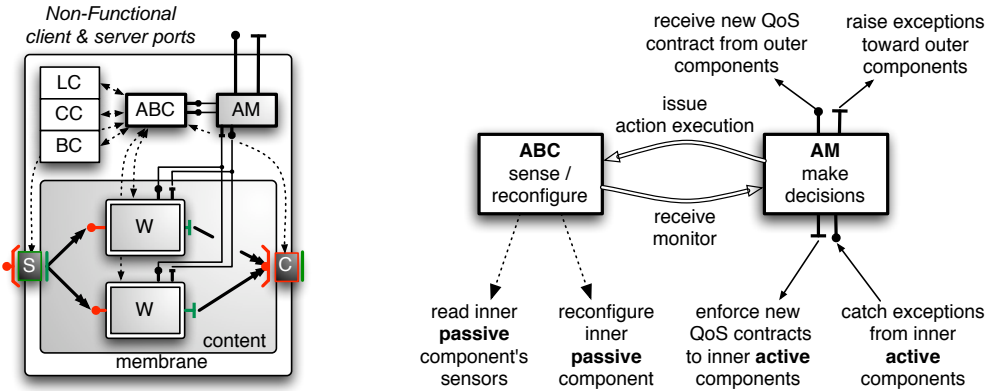 Non-Functional
client & server ports
LC
CC
BC
ABC
AM
W
S
C
W
content
membrane
receive new QoS
contract from outer
components
raise exceptions
toward outer
components
issue
action execution
ABC
sense /
reconfigure
AM
make
decisions
receive
monitor
read inner
passive
component's
sensors
reconfigure
inner
passive
component
enforce new
QoS contracts
to inner active
components
catch exceptions
from inner
active
components